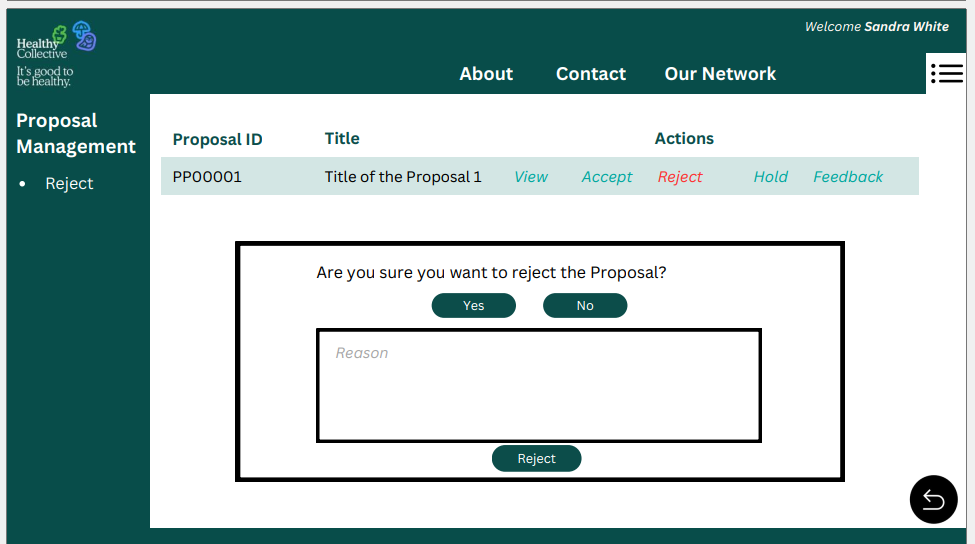 Welcome Sandra White
Healthy
Collective
It's good to
be healthy.
About Contact Our Network
Proposal
Management
• Reject
Proposal ID Title Actions
PP00001 Title of the Proposal 1 View Accept Reject Hold Feedback
Are you sure you want to reject the Proposal?
Yes No
Reason
Reject